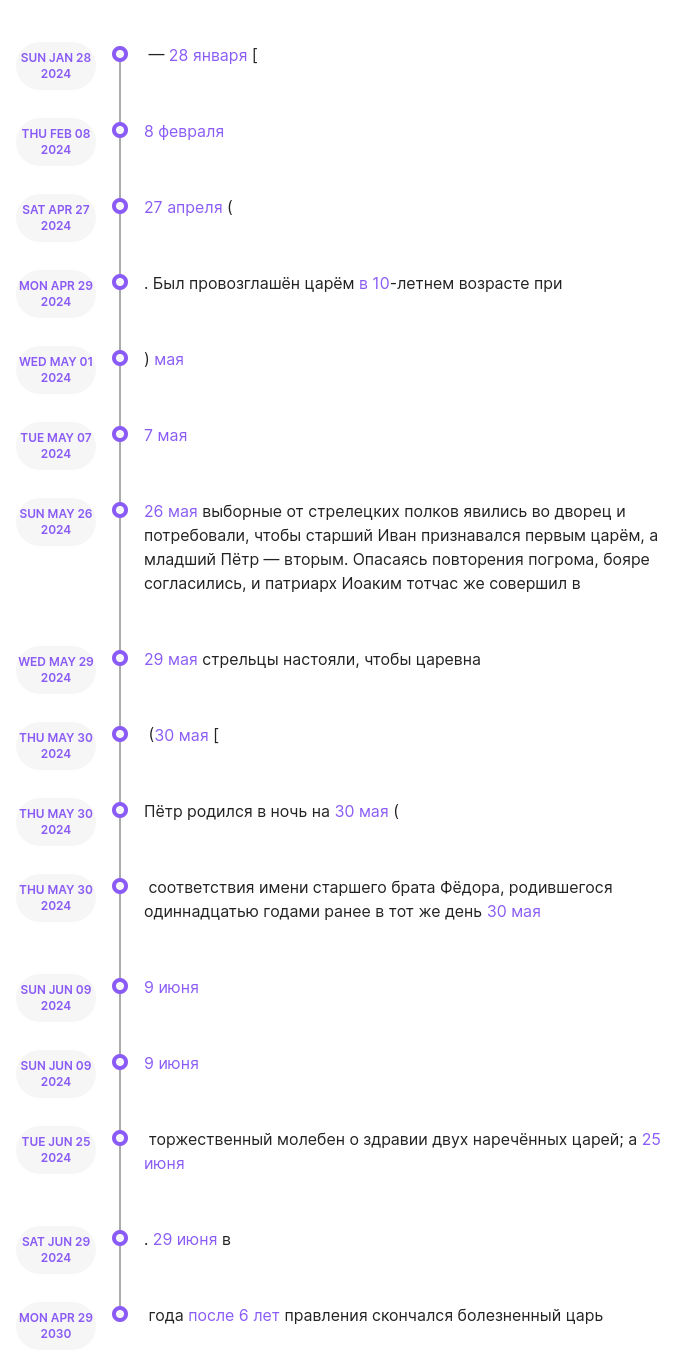 SUN JAN 28
2024
— 28 января [
THU FEB 08
2024
8 февраля
SAT APR 27
2024
27 апреля (
MON APR 29
2024
. Был провозглашён царём в 10-летнем возрасте при
WED MAY 01
2024
) мая
TUE MAY 07
2024
7 мая
SUN MAY 26
2024
26 мая выборные от стрелецких полков явились во дворец и
потребовали, чтобы старший Иван признавался первым царём, а
младший Пётр — вторым. Опасаясь повторения погрома, бояре
согласились, и патриарх Иоаким тотчас же совершил в
WED MAY 29
2024
29 мая стрельцы настояли, чтобы царевна
THU MAY 30
2024
(30 мая [
THU MAY 30
2024
Пётр родился в ночь на 30 мая (
THU MAY 30
2024
соответствия имени старшего брата Фёдора, родившегося
одиннадцатью годами ранее в тот же день 30 мая
SUN JUN 09
2024
9 июня
SUN JUN 09
2024
9 июня
TUE JUN 25
2024
торжественный молебен о здравии двух наречённых царей; а 25
июня
SAT JUN 29
2024
. 29 июня в
MON APR 29
2030
года после 6 лет правления скончался болезненный царь